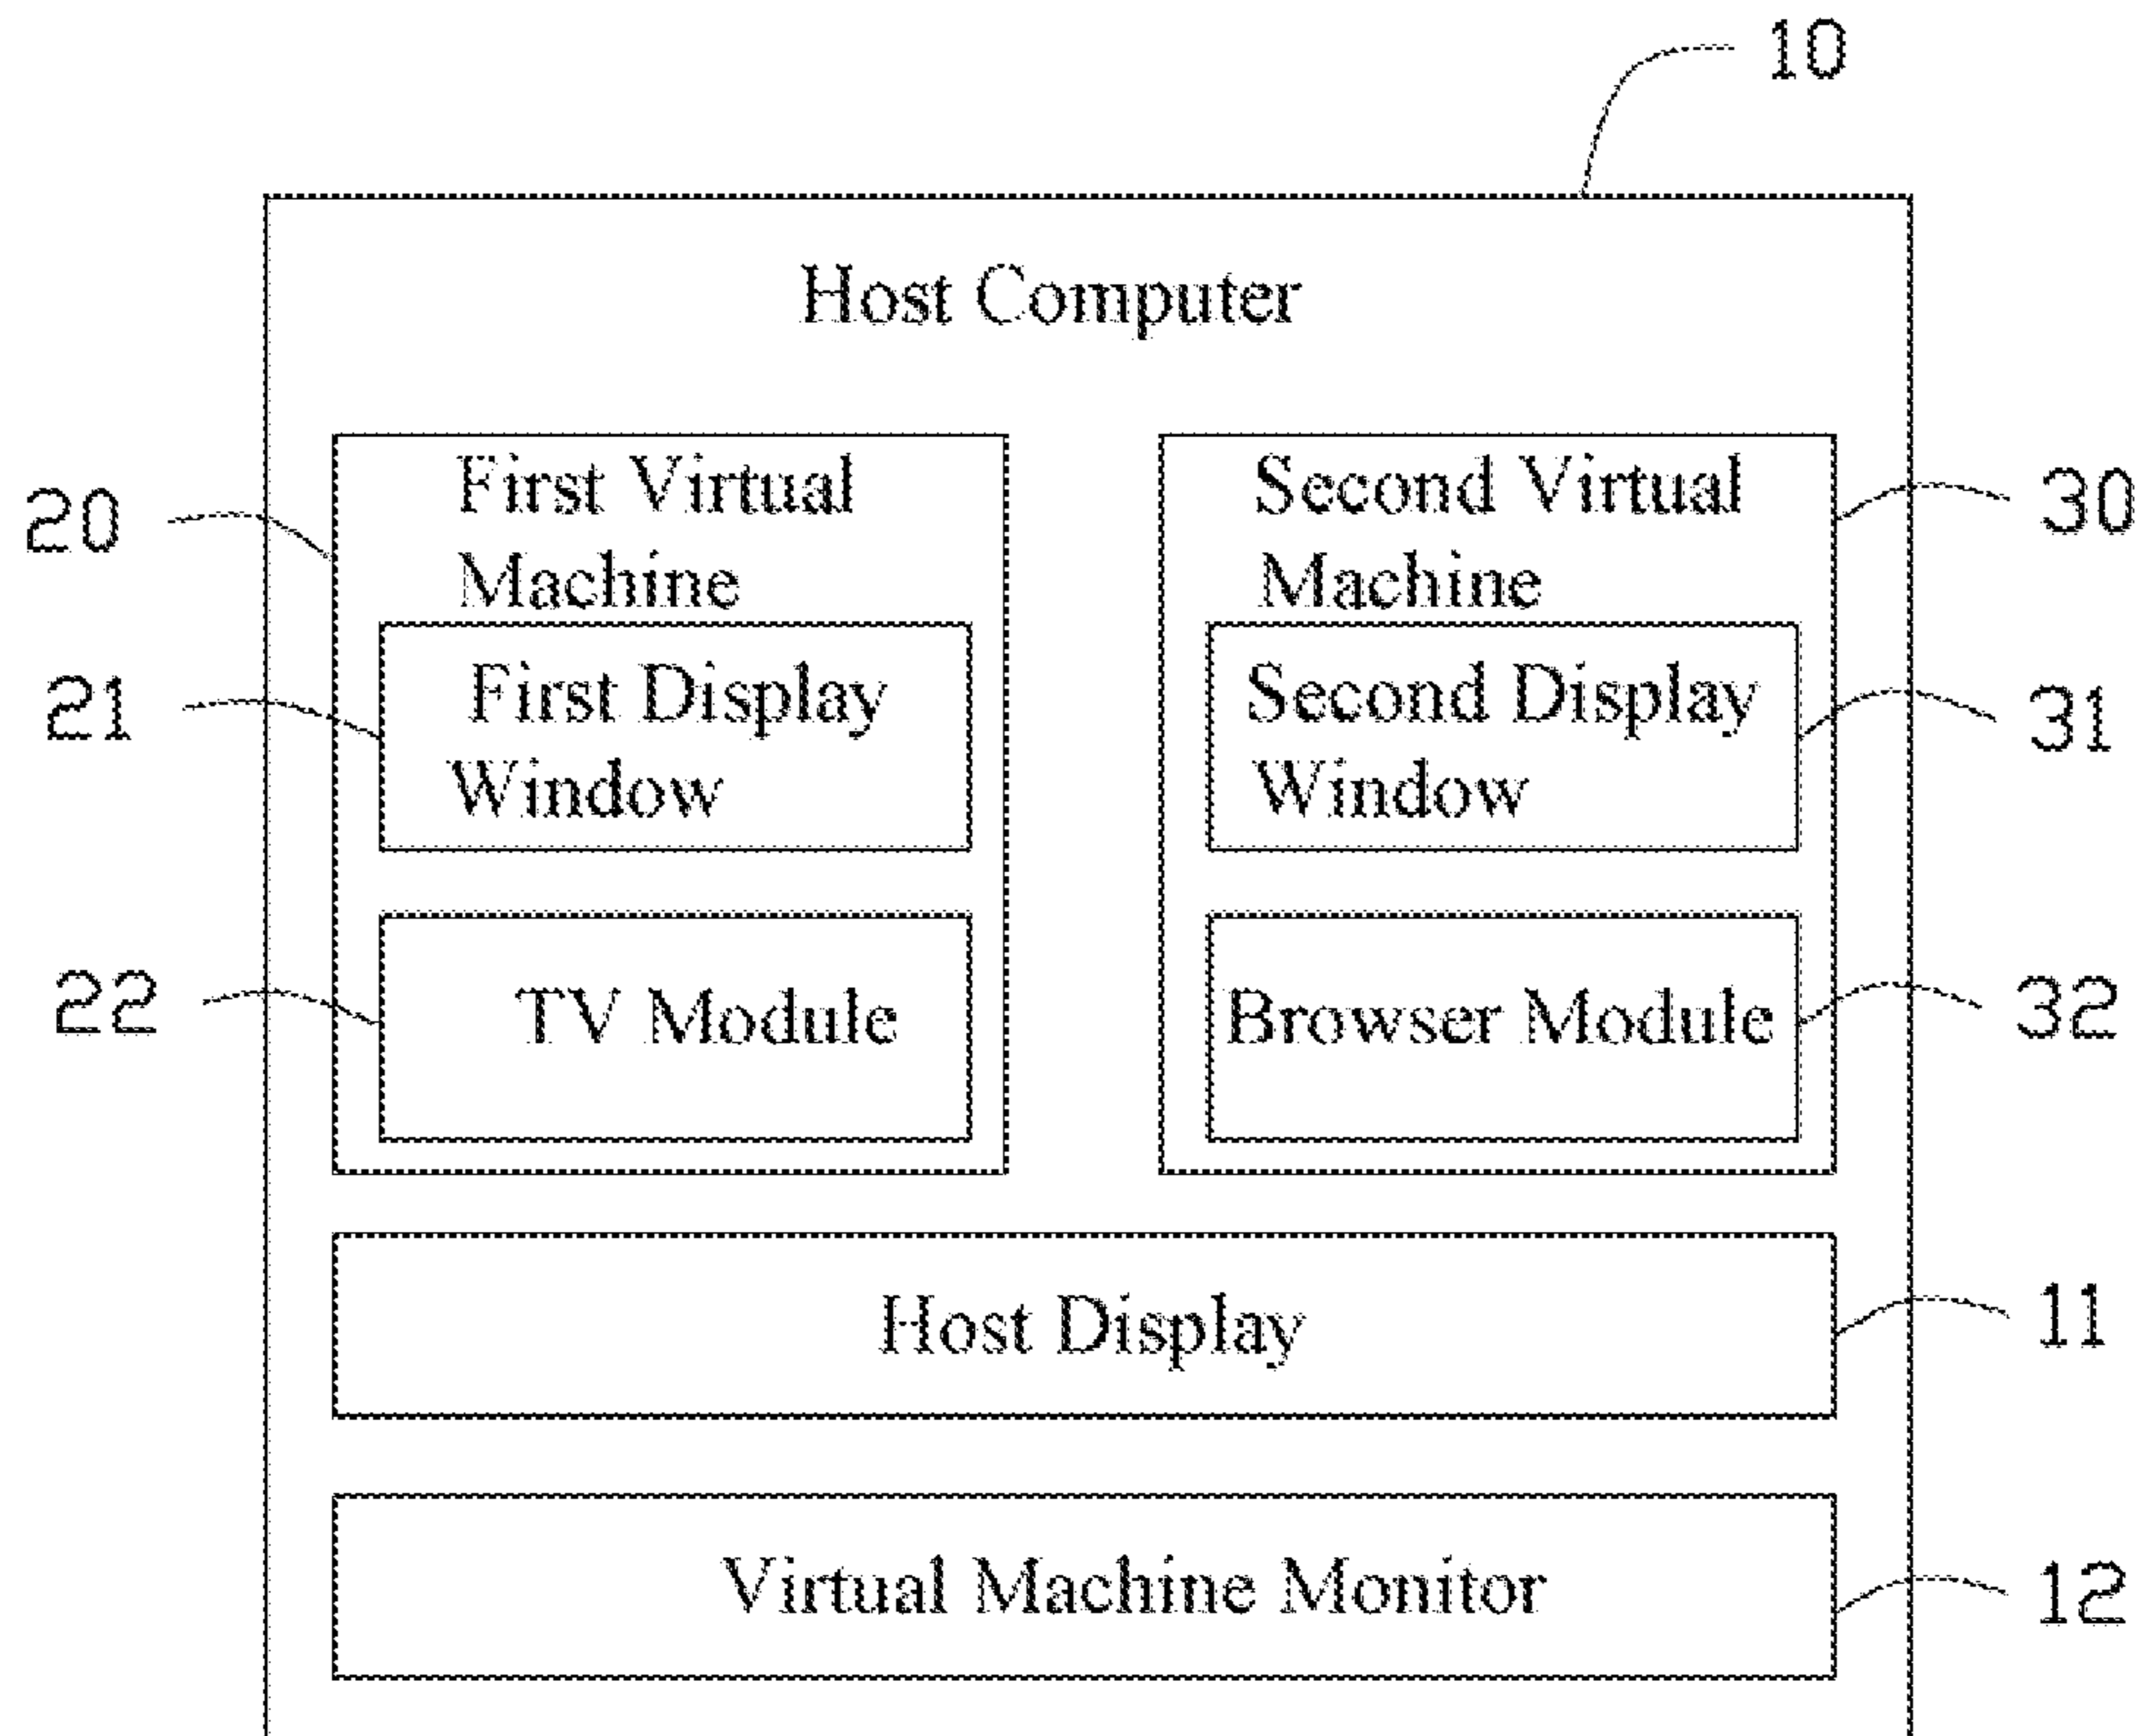 10
Host Computer
First Virtual
Machine
20
First Display
Window
21
TV Module
22
Second Virtual
Machine
30
Second Display
Window
31
Browser Module
32
Host Display
11
Virtual Machine Monitor
12